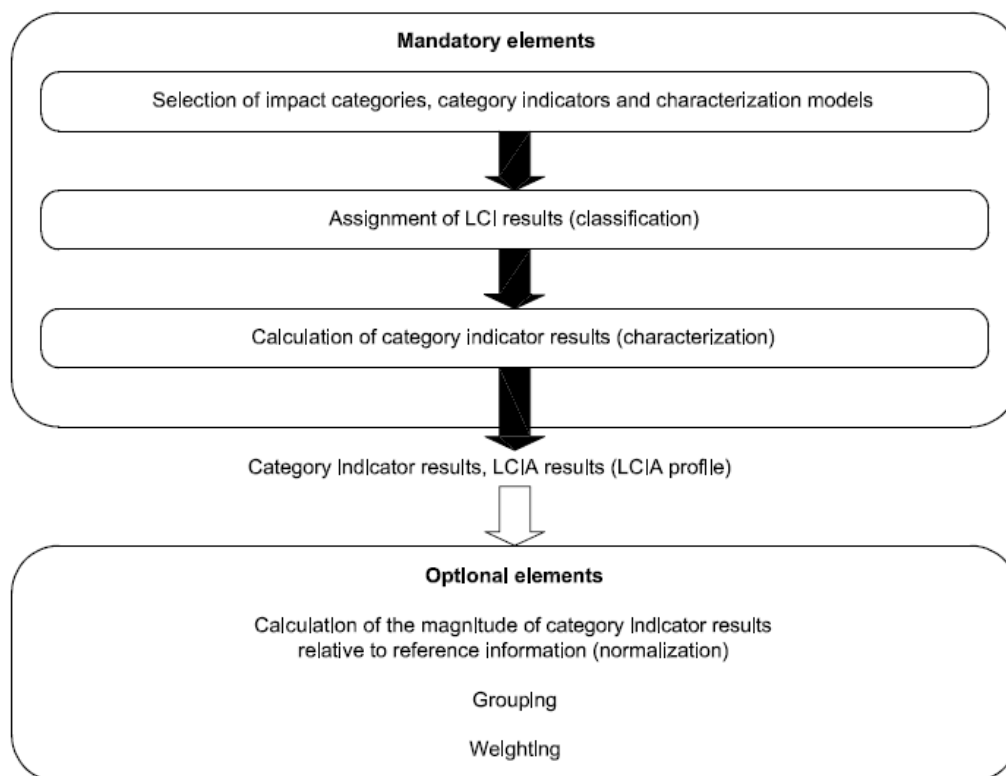 Mandatory elements
Selection of impact categories, category indicators and characterization models
Assignment of LCI results (classification)
Calculation of category indicator results (characterization)
Category indicator results, LCIA results (LCIA profile)
Optional elements
Calculation of the magnitude of category indicator results
relative to reference information (normalization)
Grouping
Weighting